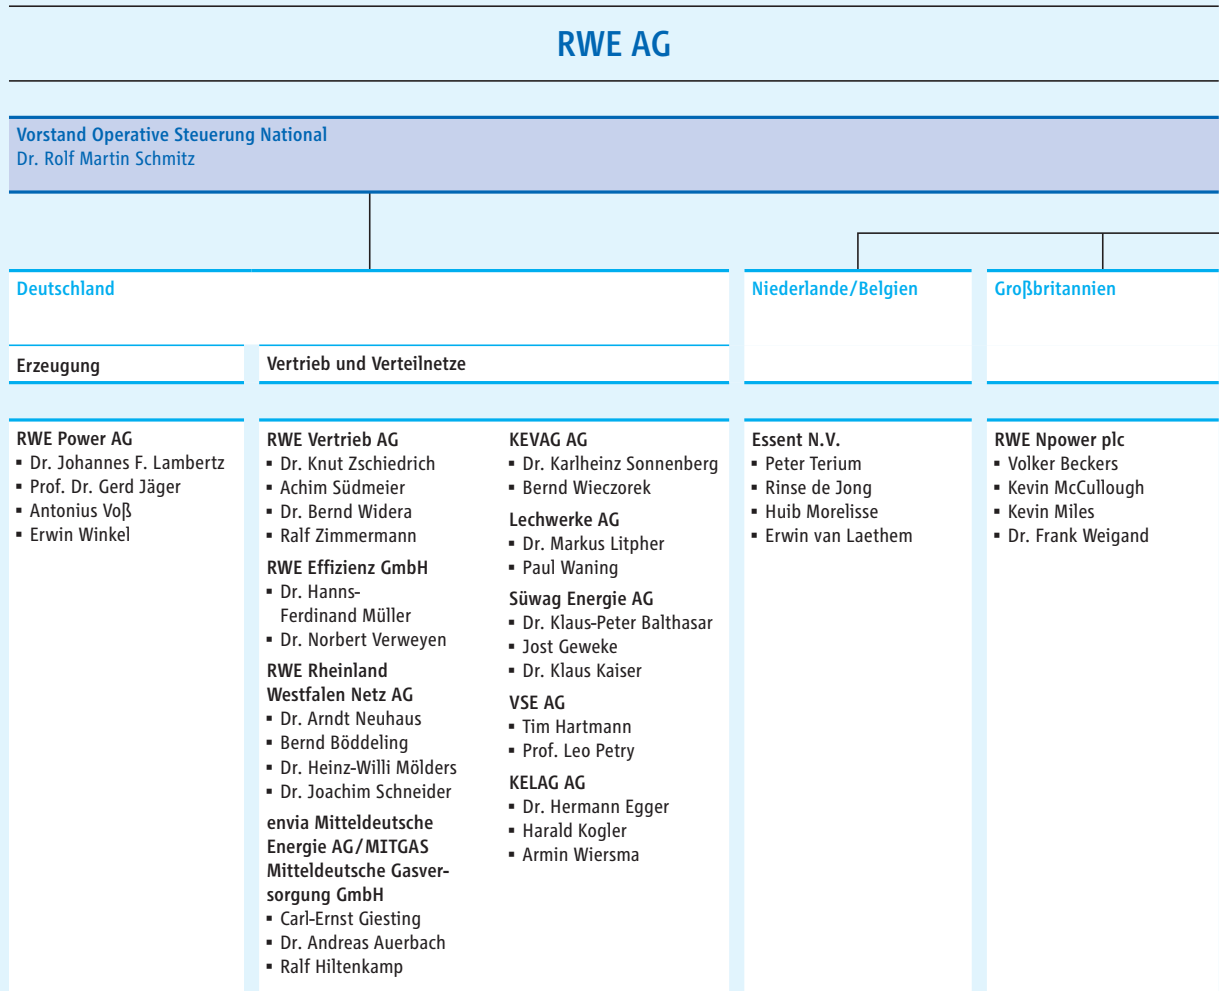 RWE AG
Vorstand Operative Steuerung National
Dr. Rolf Martin Schmitz
Deutschland
Erzeugung
RWE Power AG
▪ Dr. Johannes F. Lambertz
▪ Prof. Dr. Gerd Jäger
▪ Antonius Voß
▪ Erwin Winkel
Vertrieb und Verteilnetze
RWE Vertrieb AG
▪ Dr. Knut Zschiedrich
▪ Achim Südmeier
▪ Dr. Bernd Widera
▪ Ralf Zimmermann
RWE Effizienz GmbH
▪ Dr. Hanns-
Ferdinand Müller
▪ Dr. Norbert Verweyen
RWE Rheinland
Westfalen Netz AG
▪ Dr. Arndt Neuhaus
▪ Bernd Böddeling
▪ Dr. Heinz-Willi Mölders
▪ Dr. Joachim Schneider
envia Mitteldeutsche
Energie AG/MITGAS
Mitteldeutsche Gasver-
sorgung GmbH
▪ Carl-Ernst Giesting
▪ Dr. Andreas Auerbach
▪ Ralf Hiltenkamp
KEVAG AG
▪ Dr. Karlheinz Sonnenberg
▪ Bernd Wieczorek
Lechwerke AG
▪ Dr. Markus Litpher
▪ Paul Waning
Süwag Energie AG
▪ Dr. Klaus-Peter Balthasar
▪ Jost Geweke
▪ Dr. Klaus Kaiser
VSE AG
▪ Tim Hartmann
▪ Prof. Leo Petry
KELAG AG
▪ Dr. Hermann Egger
▪ Harald Kogler
▪ Armin Wiersma
Niederlande/Belgien
Essent N.V.
▪ Peter Terium
▪ Rinse de Jong
▪ Huib Morelisse
▪ Erwin van Laethem
Großbritannien
RWE Npower plc
▪ Volker Beckers
▪ Kevin McCullough
▪ Kevin Miles
▪ Dr. Frank Weigand